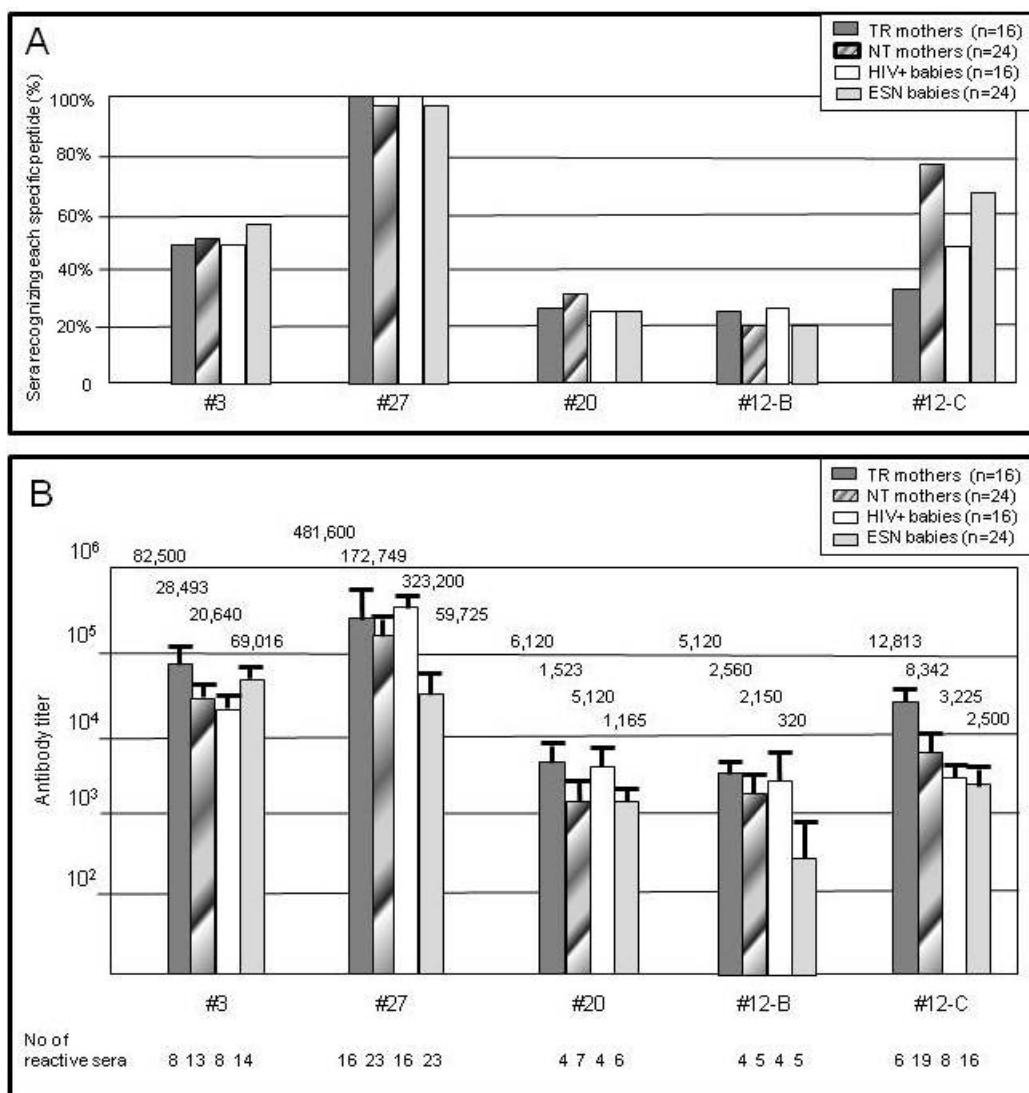 A
TR mothers (n=16)
NT mothers (n=24)
HIV+ babies (n=16)
ESN babies (n=24)
Sera recognizing each specific peptide (%)
100%
80%
60%
40%
20%
0
#3 #27 #20 #12-B #12-C
B
TR mothers (n=16)
NT mothers (n=24)
HIV+ babies (n=16)
ESN babies (n=24)
Antibody titer
10⁶
10⁵
10⁴
10³
10²
82,500
28,493
20,640
69,016
481,600
172,749
323,200
59,725
6,120
1,523
5,120
1,165
5,120
2,560
2,150
320
12,813
8,342
3,225
2,500
#3 #27 #20 #12-B #12-C
No of
reactive sera 8 13 8 14 16 23 16 23 4 7 4 6 4 5 4 5 6 19 8 16